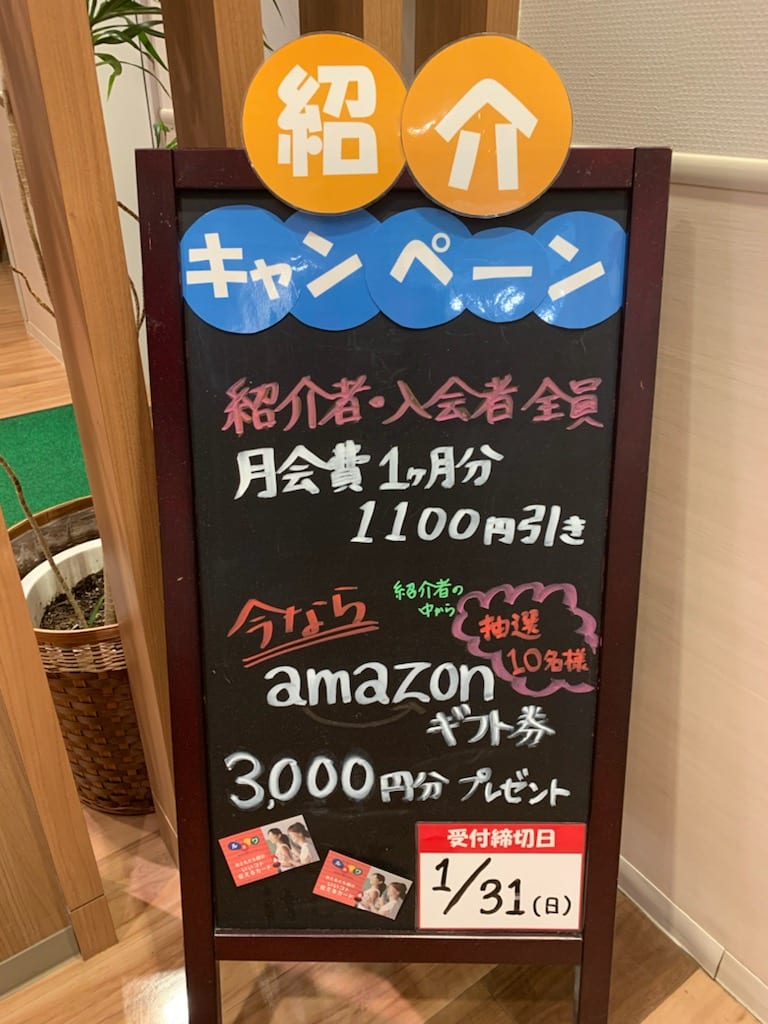 紹介
キャンペーン
紹介者・入会者全員
月会費1ヶ月分
1100円引き
今なら
紹介者の
中から
抽選
10名様
amazon
ギフト券
3,000円分 プレゼント
受付締切日
1/31(日)